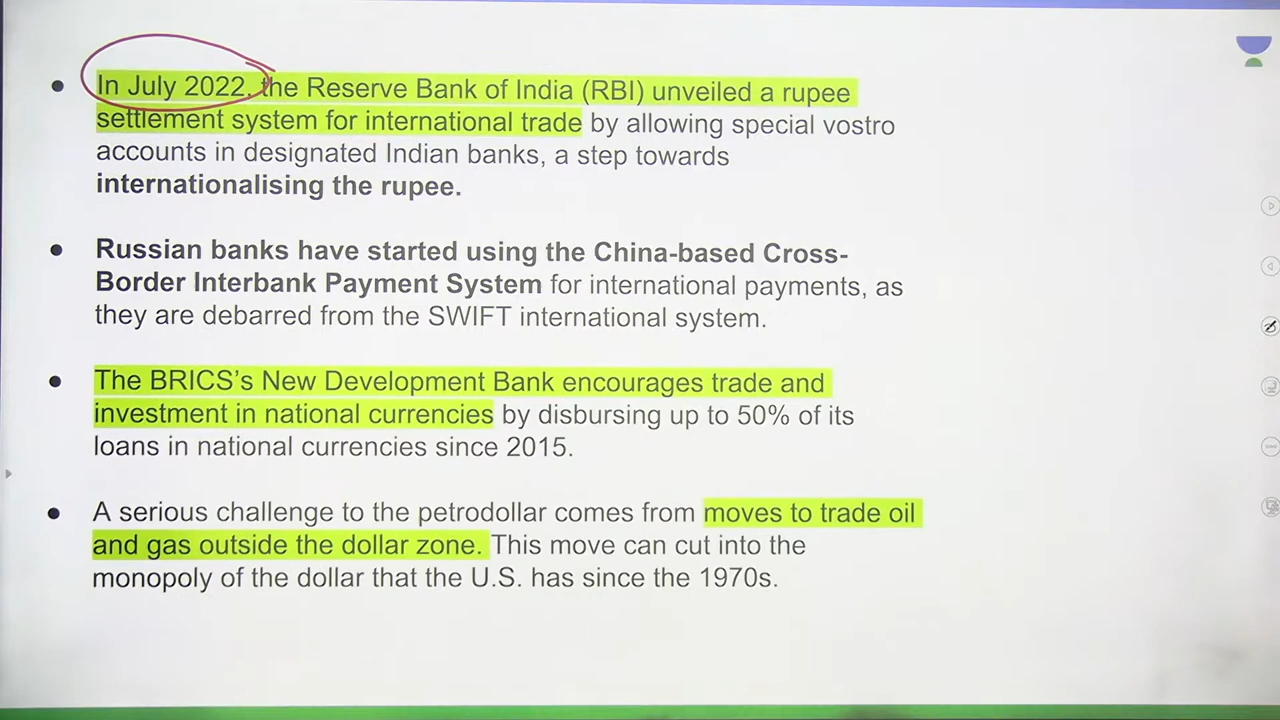 In July 2022, the Reserve Bank of India (RBI) unveiled a rupee
settlement system for international trade by allowing special vostro
accounts in designated Indian banks, a step towards
internationalising the rupee.
Russian banks have started using the China-based Cross-
Border Interbank Payment System for international payments, as
they are debarred from the SWIFT international system.
The BRICS's New Development Bank encourages trade and
investment in national currencies by disbursing up to 50% of its
loans in national currencies since 2015.
A serious challenge to the petrodollar comes from moves to trade oil
and gas outside the dollar zone. This move can cut into the
monopoly of the dollar that the U.S. has since the 1970s.